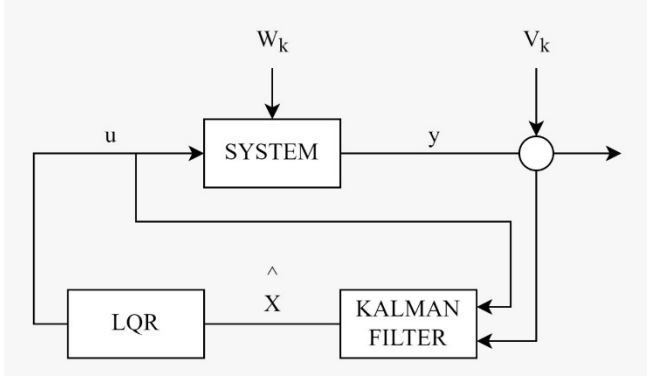 W_k
V_k
u
SYSTEM
y
^
X
LQR
KALMAN
FILTER